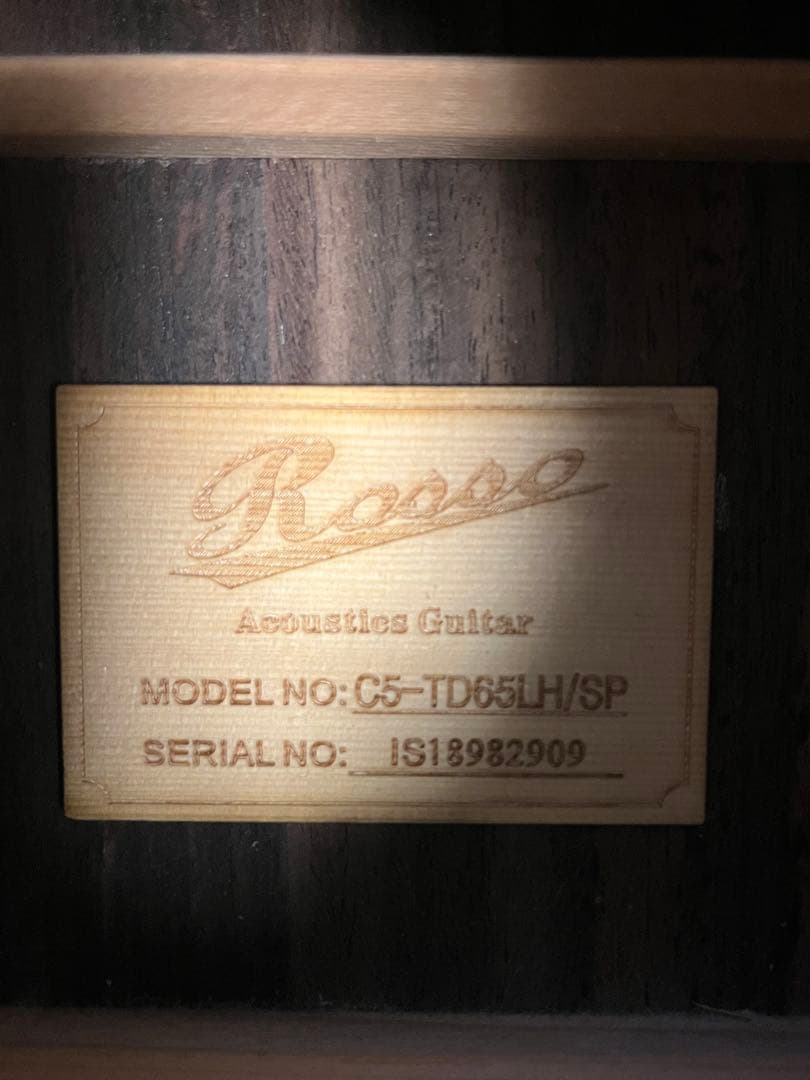 Rosso
Acoustics Guitar
MODEL NO: C5-TD65LH/SP
SERIAL NO: IS18982909